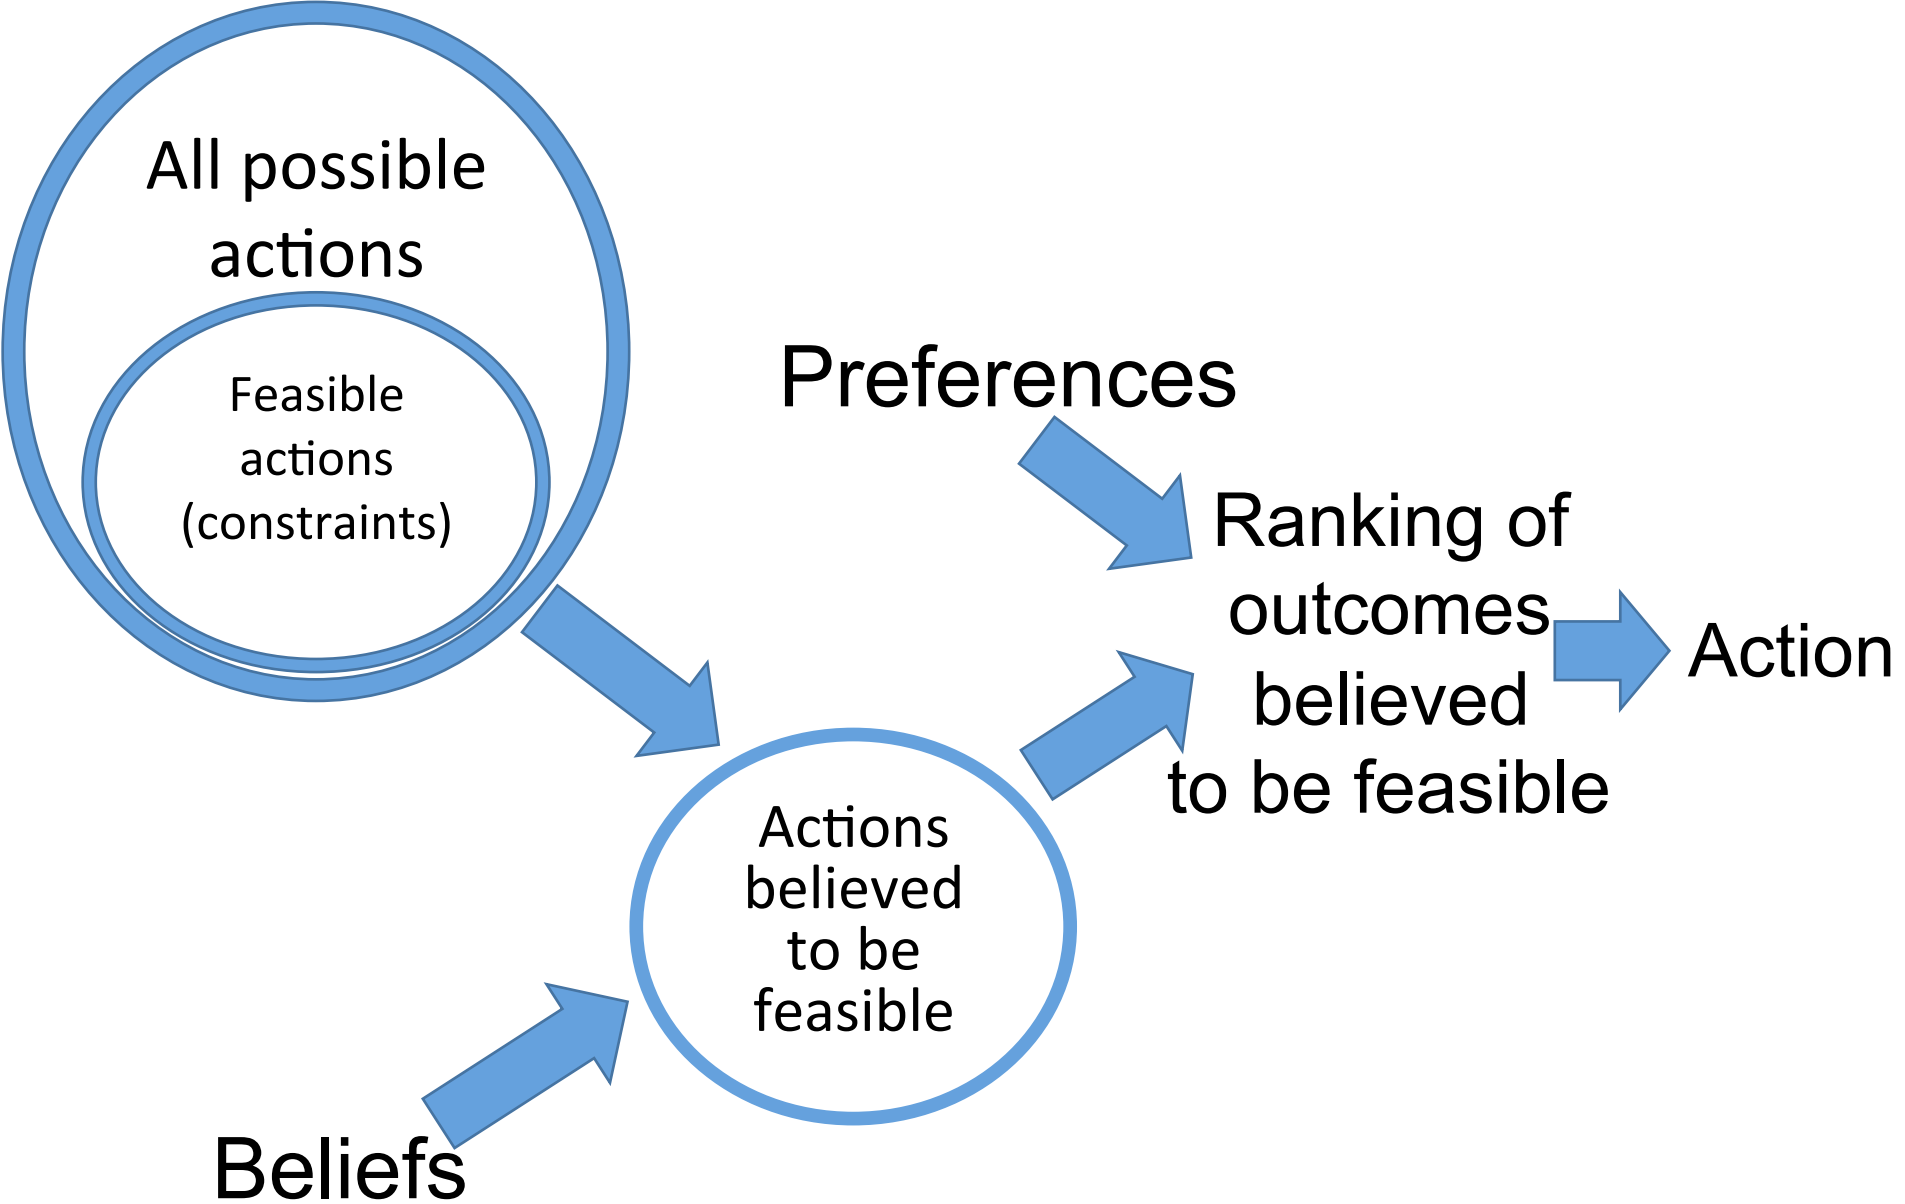 All possible
actions
Feasible
actions
(constraints)
Preferences
Ranking of
outcomes
believed
to be feasible
Action
Actions
believed
to be
feasible
Beliefs